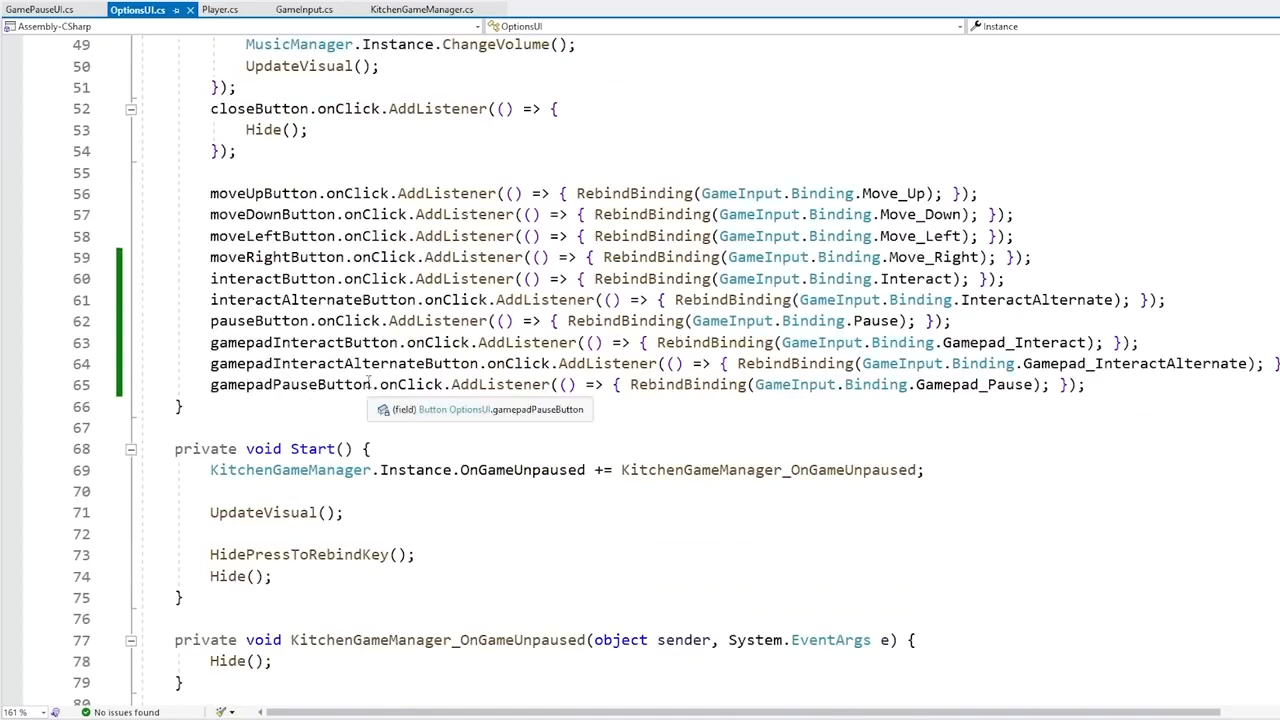 GamePauseUI.cs OptionsUI.cs Player.cs GameInput.cs KitchenGameManager.cs
Assembly-CSharp OptionsUI Instance
49 MusicManager.Instance.ChangeVolume();
50 UpdateVisual();
51 });
52 closeButton.onClick.AddListener(() => {
53 Hide();
54 });
55
56 moveUpButton.onClick.AddListener(() => { RebindBinding(GameInput.Binding.Move_Up); });
57 moveDownButton.onClick.AddListener(() => { RebindBinding(GameInput.Binding.Move_Down); });
58 moveLeftButton.onClick.AddListener(() => { RebindBinding(GameInput.Binding.Move_Left); });
59 moveRightButton.onClick.AddListener(() => { RebindBinding(GameInput.Binding.Move_Right); });
60 interactButton.onClick.AddListener(() => { RebindBinding(GameInput.Binding.Interact); });
61 interactAlternateButton.onClick.AddListener(() => { RebindBinding(GameInput.Binding.InteractAlternate); });
62 pauseButton.onClick.AddListener(() => { RebindBinding(GameInput.Binding.Pause); });
63 gamepadInteractButton.onClick.AddListener(() => { RebindBinding(GameInput.Binding.Gamepad_Interact); });
64 gamepadInteractAlternateButton.onClick.AddListener(() => { RebindBinding(GameInput.Binding.Gamepad_InteractAlternate); }
65 gamepadPauseButton.onClick.AddListener(() => { RebindBinding(GameInput.Binding.Gamepad_Pause); });
66 }
(field) Button OptionsUI.gamepadPauseButton
67
68 private void Start() {
69 KitchenGameManager.Instance.OnGameUnpaused += KitchenGameManager_OnGameUnpaused;
70
71 UpdateVisual();
72
73 HidePressToRebindKey();
74 Hide();
75 }
76
77 private void KitchenGameManager_OnGameUnpaused(object sender, System.EventArgs e) {
78 Hide();
79 }
80
161 % No issues found